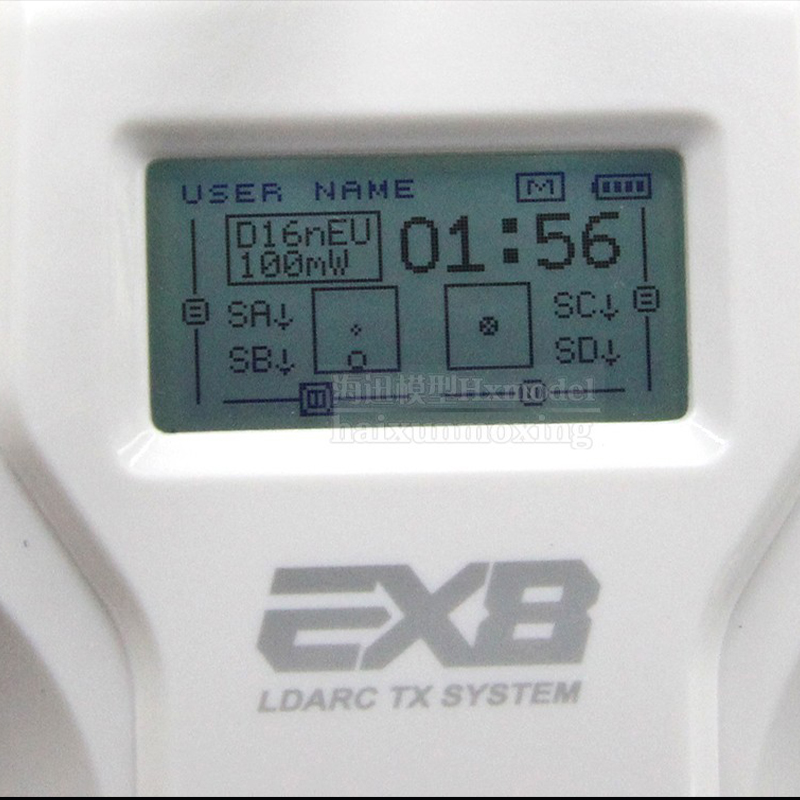 USER NAME M
D16nEU 01:56
100mW
SA↓ SC↓
SB↓ SD↓
海迅模型Hxmodel
haixunmoxing
EX8
LDARC TX SYSTEM